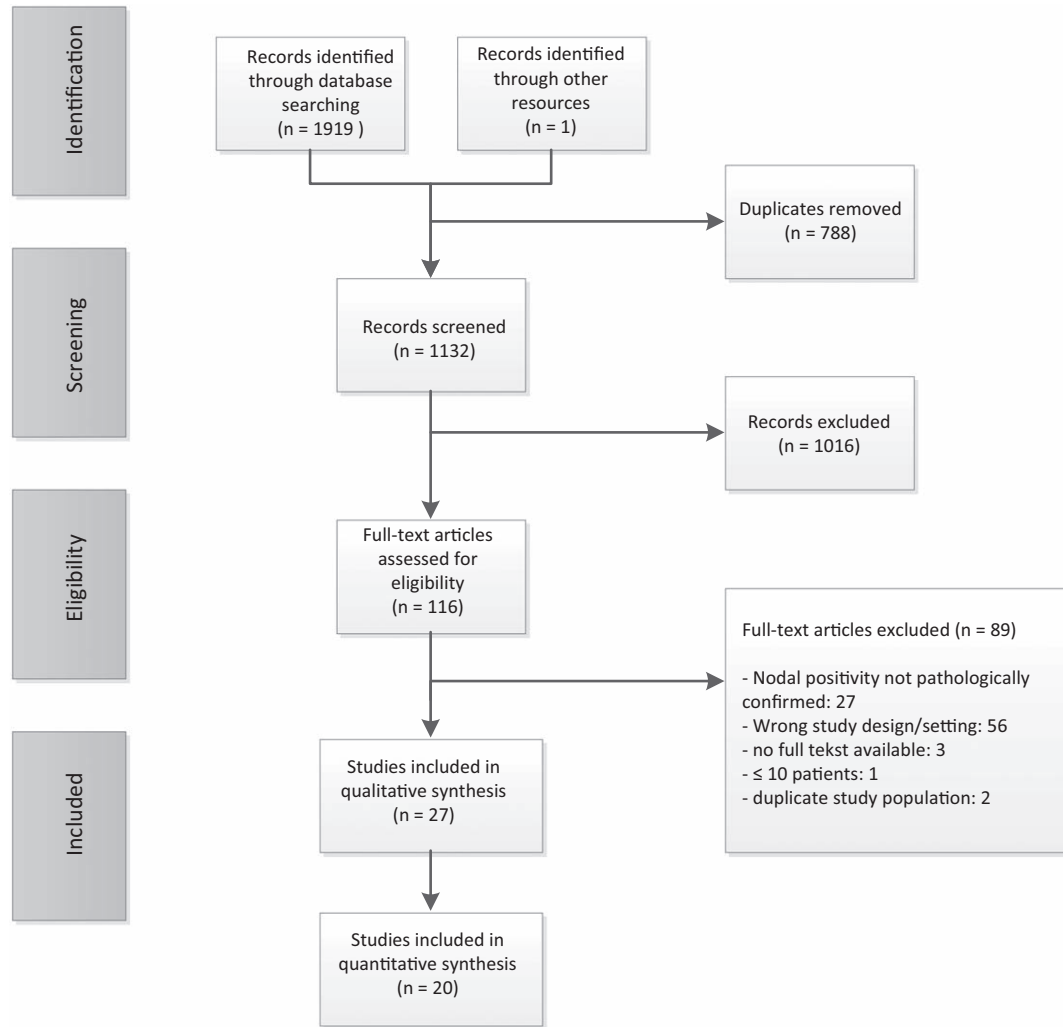 Identification
Records identified
through database
searching
(n = 1919 )
Records identified
through other
resources
(n = 1)
Duplicates removed
(n = 788)
Screening
Records screened
(n = 1132)
Records excluded
(n = 1016)
Eligibility
Full-text articles
assessed for
eligibility
(n = 116)
Full-text articles excluded (n = 89)
- Nodal positivity not pathologically
confirmed: 27
- Wrong study design/setting: 56
- no full tekst available: 3
- ≤ 10 patients: 1
- duplicate study population: 2
Included
Studies included in
qualitative synthesis
(n = 27)
Studies included in
quantitative synthesis
(n = 20)